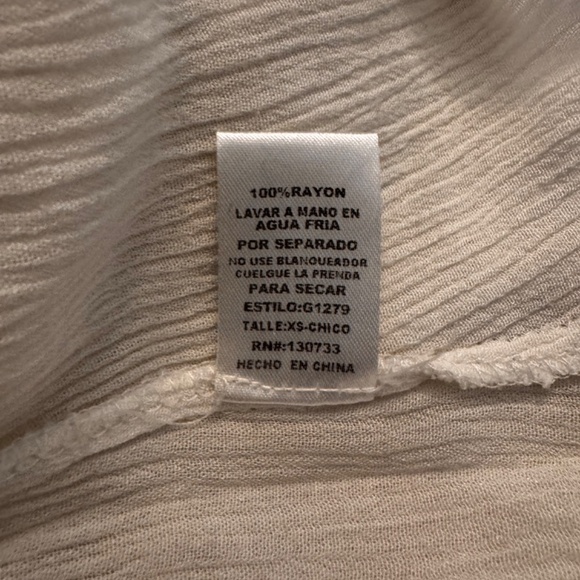 100%RAYON
LAVAR A MANO EN
AGUA FRIA
POR SEPARADO
NO USE BLANQUEADOR
CUELGUE LA PRENDA
PARA SECAR
ESTILO:G1279
TALLE:XS-CHICO
RN#:130733
HECHO EN CHINA